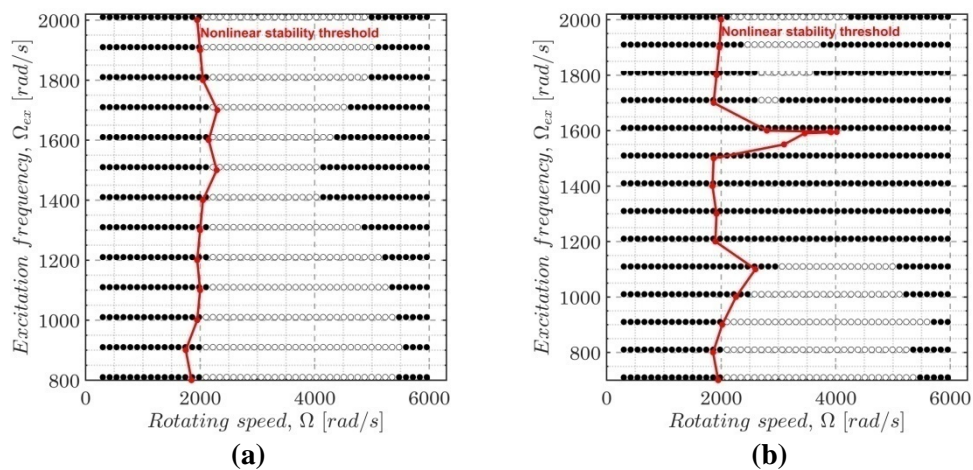 2000
1800
1600
1400
1200
1000
800
Excitation frequency, Ω_ex [rad/s]
Nonlinear stability threshold
0 2000 4000 6000
Rotating speed, Ω [rad/s]
(a)
2000
1800
1600
1400
1200
1000
800
Excitation frequency, Ω_ex [rad/s]
Nonlinear stability threshold
0 2000 4000 6000
Rotating speed, Ω [rad/s]
(b)